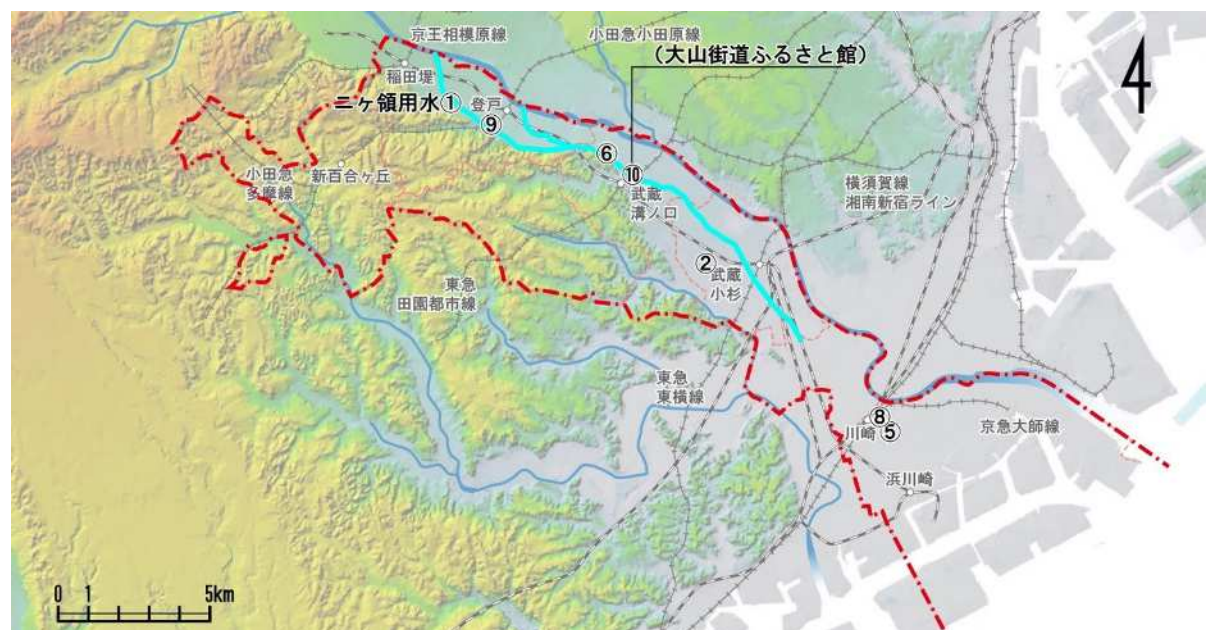 京王相模原線
小田急小田原線
（大山街道ふるさと館）
4
稲田堤
二ヶ領用水①
登戸
⑨
⑥
小田急
多摩線
新百合ヶ丘
⑩
武蔵
溝ノ口
横須賀線
湘南新宿ライン
②
武蔵
小杉
東急
田園都市線
東急
東横線
⑧
川崎
⑤
京急大師線
浜川崎
0 1 5km